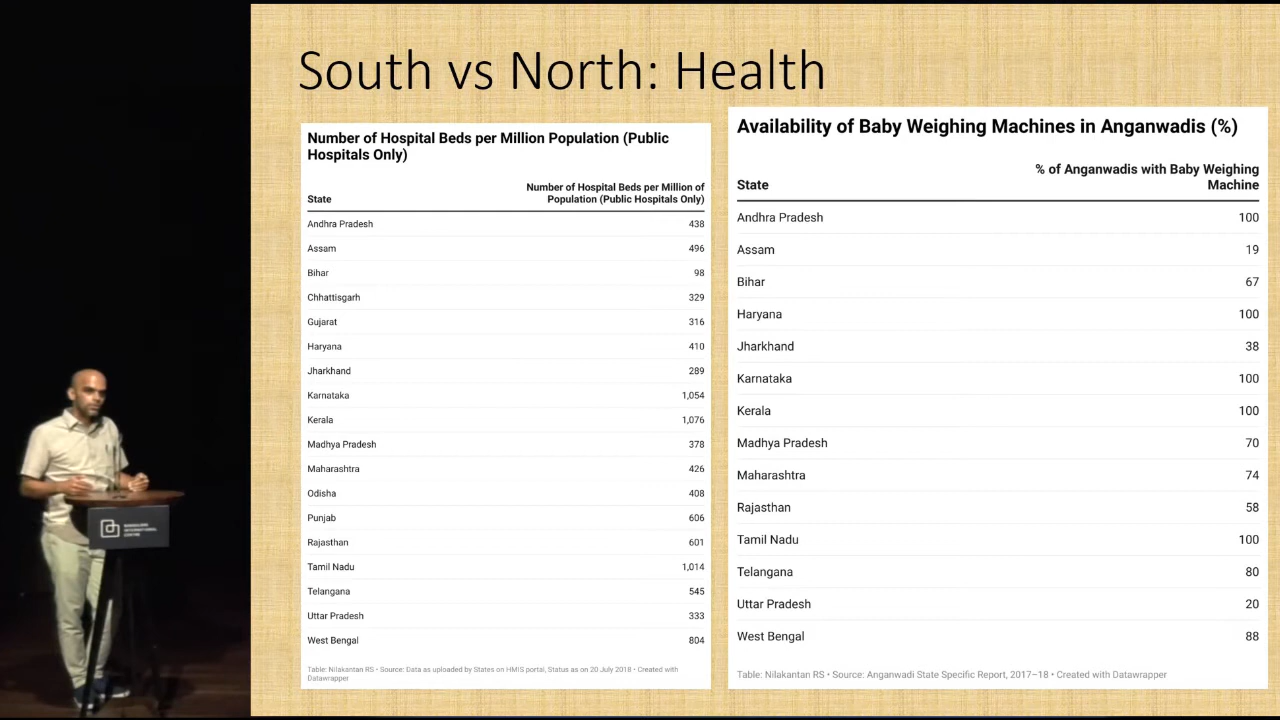 South vs North: Health
Number of Hospital Beds per Million Population (Public
Hospitals Only)
State
Number of Hospital Beds per Million of
Population (Public Hospitals Only)
Andhra Pradesh 438
Assam 496
Bihar 98
Chhattisgarh 329
Gujarat 316
Haryana 410
Jharkhand 289
Karnataka 1,054
Kerala 1,076
Madhya Pradesh 378
Maharashtra 426
Odisha 408
Punjab 606
Rajasthan 601
Tamil Nadu 1,014
Telangana 545
Uttar Pradesh 333
West Bengal 804
Table: Nilakantan RS • Source: Data as uploaded by States on HMIS portal, Status as on 20 July 2018 • Created with
Datawrapper
Availability of Baby Weighing Machines in Anganwadis (%)
State
% of Anganwadis with Baby Weighing
Machine
Andhra Pradesh 100
Assam 19
Bihar 67
Haryana 100
Jharkhand 38
Karnataka 100
Kerala 100
Madhya Pradesh 70
Maharashtra 74
Rajasthan 58
Tamil Nadu 100
Telangana 80
Uttar Pradesh 20
West Bengal 88
Table: Nilakantan RS • Source: Anganwadi State Specific Report, 2017–18 • Created with Datawrapper
BANGALORE
INTERNATIONAL
CENTRE